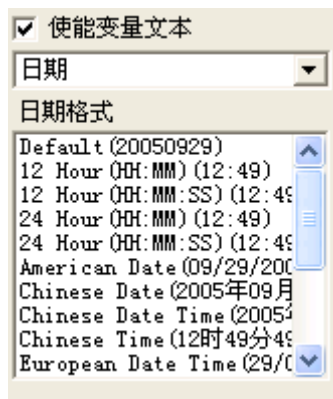 使能变量文本
日期
日期格式
Default(20050929)
12 Hour(HH:MM)(12:49)
12 Hour(HH:MM:SS)(12:49
24 Hour(HH:MM)(12:49)
24 Hour(HH:MM:SS)(12:49
American Date(09/29/200
Chinese Date(2005年09月
Chinese Date Time(2005
Chinese Time(12时49分49
European Date Time(29/0